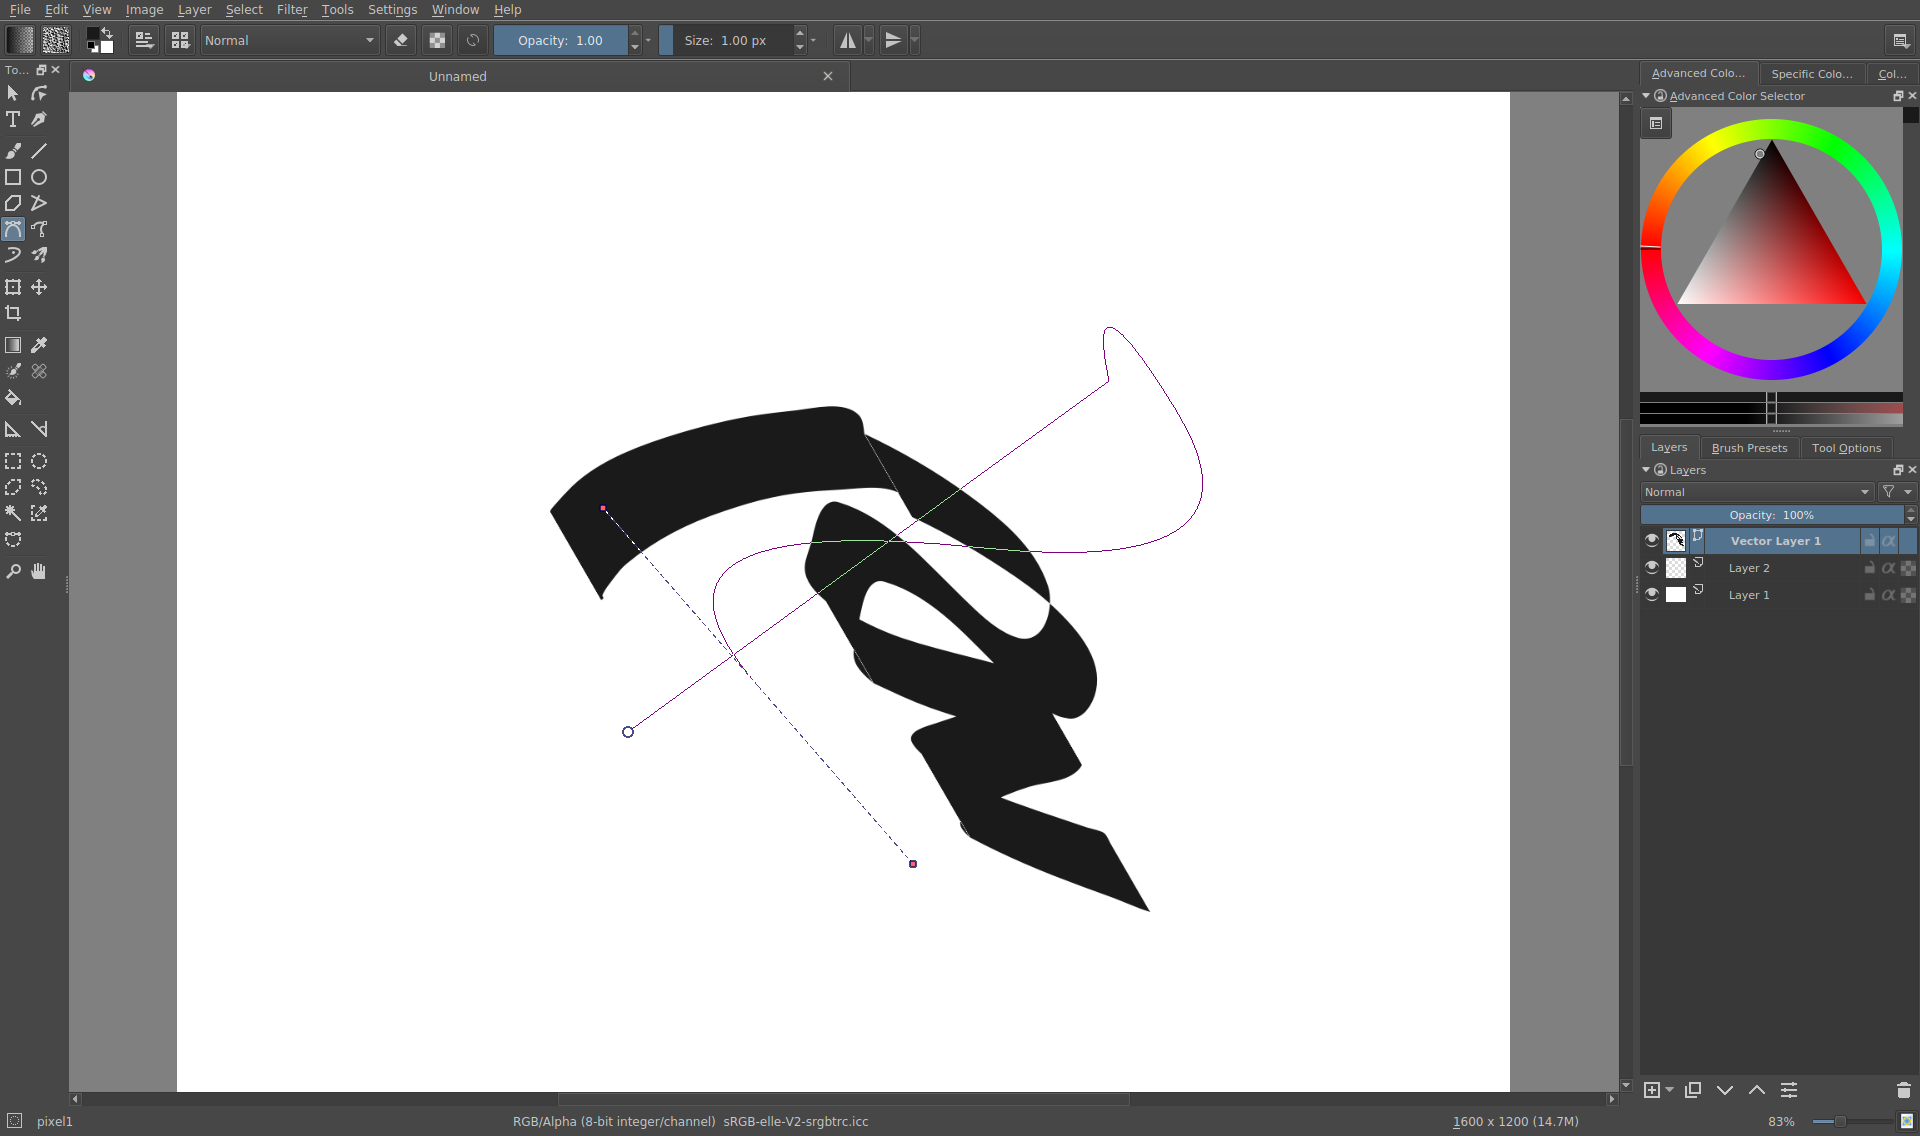 File Edit View Image Layer Select Filter Tools Settings Window Help
Normal Opacity: 1.00 Size: 1.00 px
To... Unnamed
Advanced Colo... Specific Colo... Col...
Advanced Color Selector
Layers Brush Presets Tool Options
Layers
Normal
Opacity: 100%
Vector Layer 1
Layer 2
Layer 1
pixel1 RGB/Alpha (8-bit integer/channel) sRGB-elle-V2-srgbtrc.icc 1600 x 1200 (14.7M) 83%